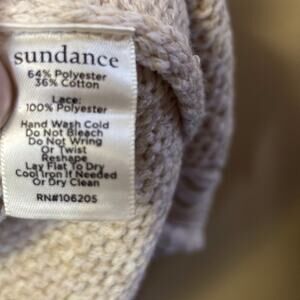 sundance
64% Polyester
36% Cotton
Lace:
100% Polyester
Hand Wash Cold
Do Not Bleach
Do Not Wring
Or Twist
Reshape
Lay Flat To Dry
Cool Iron If Needed
Or Dry Clean
RN#106205